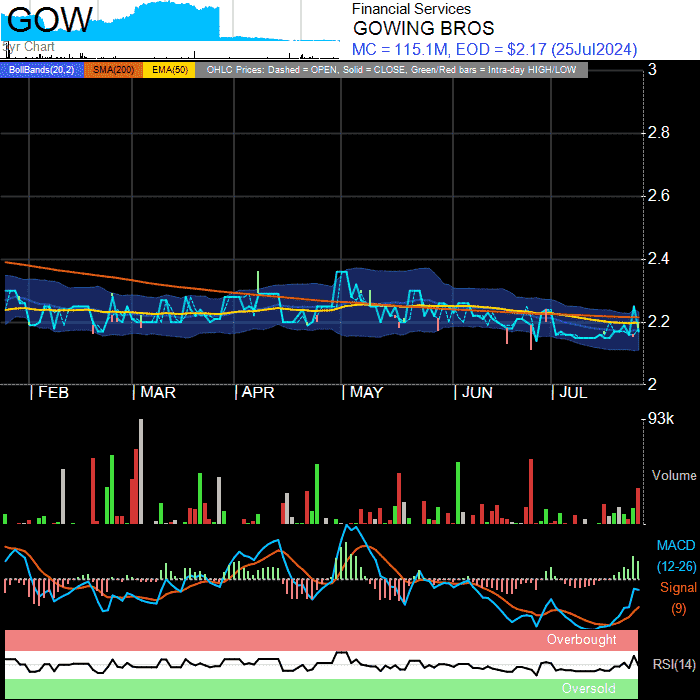 GOW
Financial Services
GOWING BROS
5yr Chart
MC = 115.1M, EOD = $2.17 (25Jul2024)
BollBands(20,2) SMA(200) EMA(50) OHLC Prices: Dashed = OPEN, Solid = CLOSE, Green/Red bars = Intra-day HIGH/LOW
3
2.8
2.6
2.4
2.2
2
| FEB | MAR | APR | MAY | JUN | JUL
93k
Volume
MACD
(12-26)
Signal
(9)
Overbought
RSI(14)
Oversold